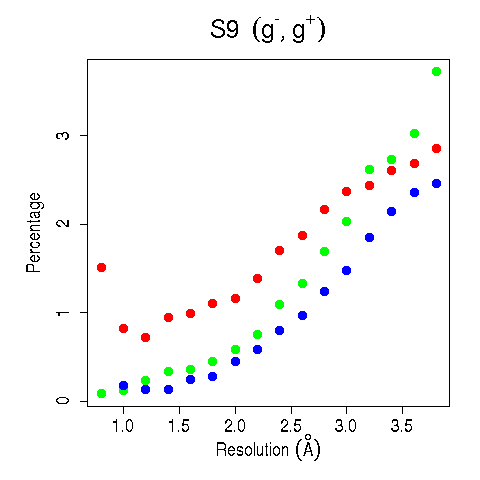 S9 (g⁻, g⁺)
Percentage
3
2
1
0
1.0 1.5 2.0 2.5 3.0 3.5
Resolution (Å)